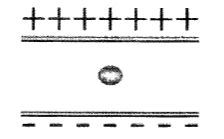 + + + + + + +
- - - - - - -